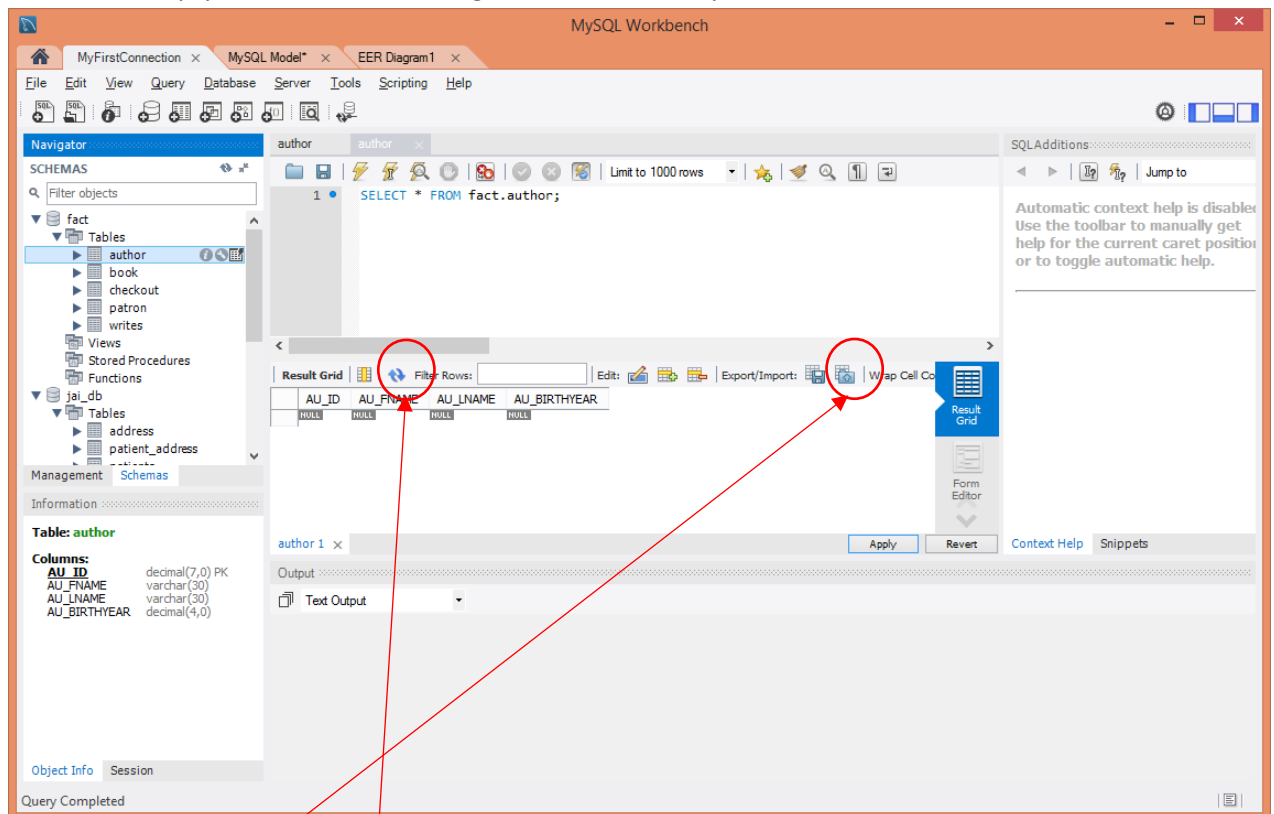 MySQL Workbench
MyFirstConnection × MySQL Model* × EER Diagram1 ×
File Edit View Query Database Server Tools Scripting Help
Navigator
SCHEMAS
Filter objects
fact
Tables
author
book
checkout
patron
writes
Views
Stored Procedures
Functions
jai_db
Tables
address
patient_address
Management Schemas
Information
Table: author
Columns:
AU_ID decimal(7,0) PK
AU_FNAME varchar(30)
AU_LNAME varchar(30)
AU_BIRTHYEAR decimal(4,0)
Object Info Session
Query Completed
author author ×
Limit to 1000 rows
1 SELECT * FROM fact.author;
Result Grid Filter Rows: Edit: Export/Import: Wrap Cell Co
AU_ID AU_FNAME AU_LNAME AU_BIRTHYEAR
NULL NULL NULL NULL
Result
Grid
Form
Editor
author 1 × Apply Revert
Output
Text Output
SQLAdditions
Jump to
Automatic context help is disabled
Use the toolbar to manually get
help for the current caret position
or to toggle automatic help.
Context Help Snippets